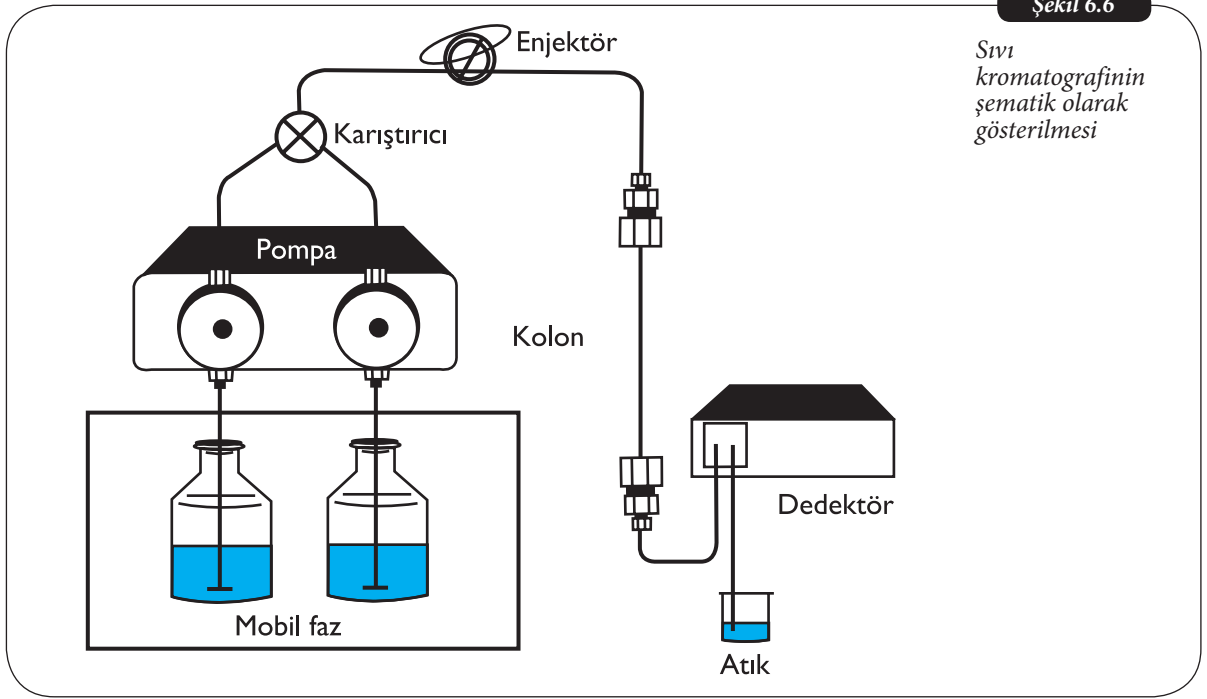 Şekil 6.6
Sıvı
kromatografinin
şematik olarak
gösterilmesi
Enjektör
Karıştırıcı
Pompa
Kolon
Dedektör
Mobil faz
Atık